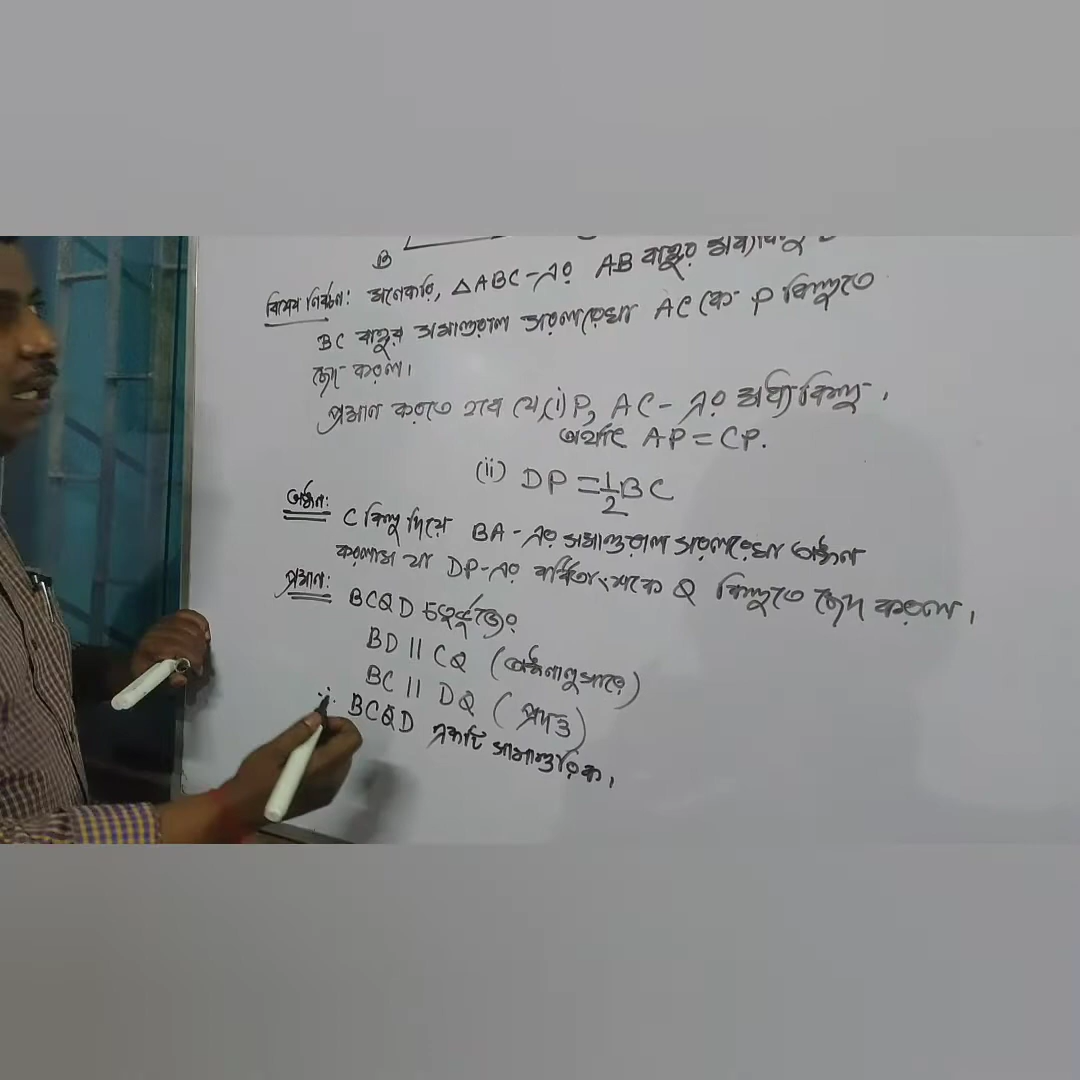 B
বিশেষ নির্বচন: মনেকরি, △ABC-এর AB বাহুর মধ্যবিন্দু
BC বাহুর সমান্তরাল সরলরেখা AC কে P বিন্দুতে
ছেদ করল।
প্রমান করতে হবে যে, (i) P, AC-এর মধ্যবিন্দু,
অর্থাৎ AP = CP.
(ii) DP = 1/2 BC
অঙ্কন: C বিন্দু দিয়ে BA-এর সমান্তরাল সরলরেখা অঙ্কন
করলাম যা DP-এর বর্ধিতাংশকে Q বিন্দুতে ছেদ করল।
প্রমান: BCQD চতুর্ভূজের
BD || CQ (অঙ্কনানুসারে)
BC || DQ (প্রদত্ত)
∴ BCQD একটি সামান্তরিক।